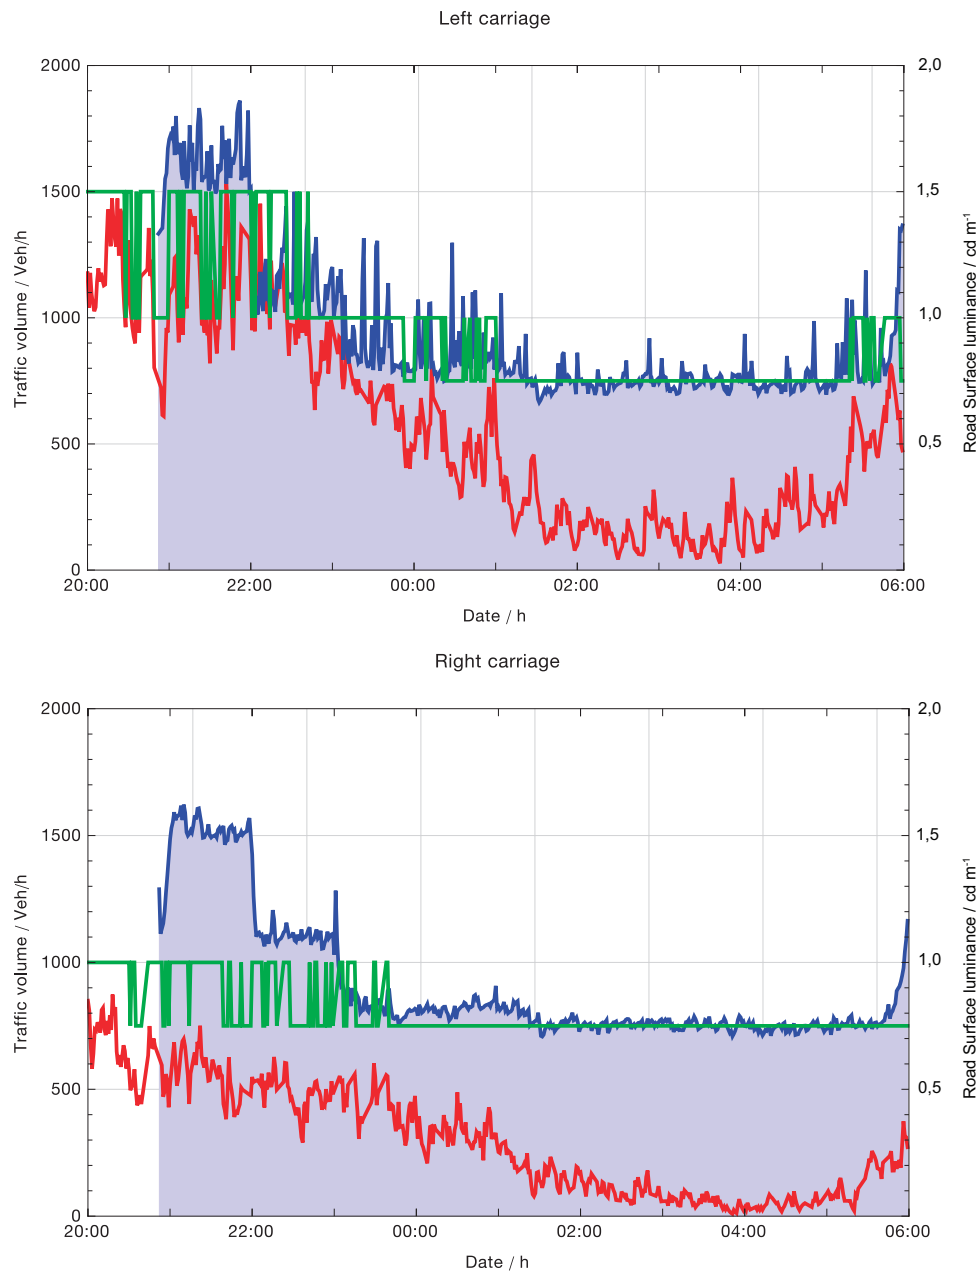 Left carriage
2000
1500
1000
500
0
2,0
1,5
1,0
0,5
20:00 22:00 00:00 02:00 04:00 06:00
Traffic volume / Veh/h
Road Surface luminance / cd m-1
Date / h
Right carriage
2000
1500
1000
500
0
2,0
1,5
1,0
0,5
20:00 22:00 00:00 02:00 04:00 06:00
Traffic volume / Veh/h
Road Surface luminance / cd m-1
Date / h